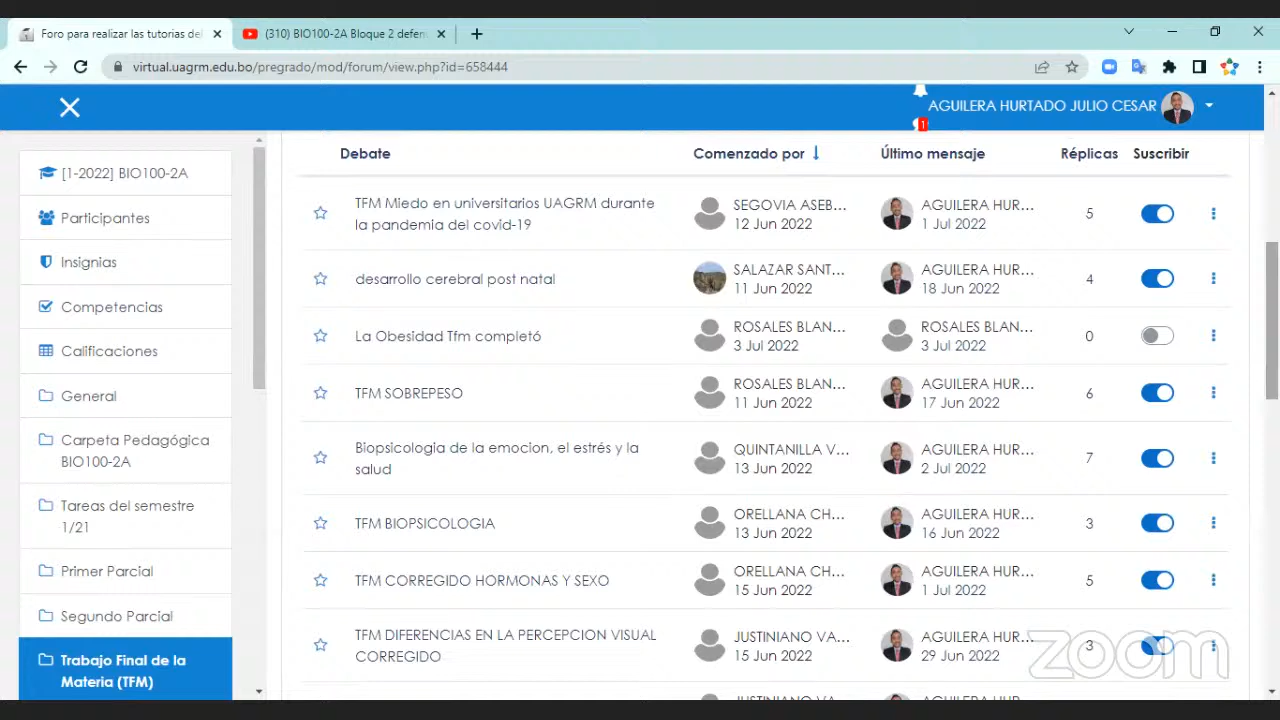 Foro para realizar las tutorias del
(310) BIO100-2A Bloque 2 defen
virtual.uagrm.edu.bo/pregrado/mod/forum/view.php?id=658444
AGUILERA HURTADO JULIO CESAR
1
[1-2022] BIO100-2A
Participantes
Insignias
Competencias
Calificaciones
General
Carpeta Pedagógica
BIO100-2A
Tareas del semestre
1/21
Primer Parcial
Segundo Parcial
Trabajo Final de la
Materia (TFM)
Debate Comenzado por Último mensaje Réplicas Suscribir
TFM Miedo en universitarios UAGRM durante
la pandemia del covid-19
SEGOVIA ASEB...
12 Jun 2022
AGUILERA HUR...
1 Jul 2022
5
desarrollo cerebral post natal
SALAZAR SANT...
11 Jun 2022
AGUILERA HUR...
18 Jun 2022
4
La Obesidad Tfm completó
ROSALES BLAN...
3 Jul 2022
ROSALES BLAN...
3 Jul 2022
0
TFM SOBREPESO
ROSALES BLAN...
11 Jun 2022
AGUILERA HUR...
17 Jun 2022
6
Biopsicologia de la emocion, el estrés y la
salud
QUINTANILLA V...
13 Jun 2022
AGUILERA HUR...
2 Jul 2022
7
TFM BIOPSICOLOGIA
ORELLANA CH...
13 Jun 2022
AGUILERA HUR...
16 Jun 2022
3
TFM CORREGIDO HORMONAS Y SEXO
ORELLANA CH...
15 Jun 2022
AGUILERA HUR...
1 Jul 2022
5
TFM DIFERENCIAS EN LA PERCEPCION VISUAL
CORREGIDO
JUSTINIANO VA...
15 Jun 2022
AGUILERA HUR...
29 Jun 2022
3
zoom